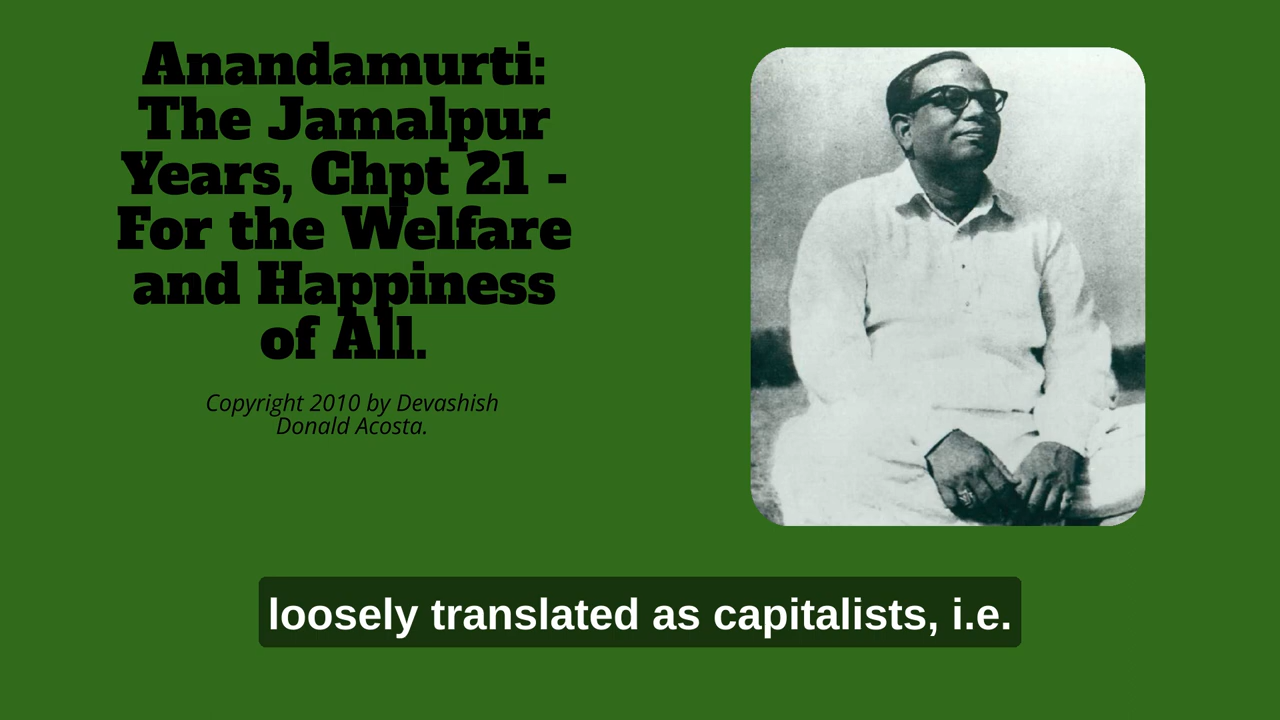 Anandamurti:
The Jamalpur
Years, Chpt 21 -
For the Welfare
and Happiness
of All.
Copyright 2010 by Devashish
Donald Acosta.
loosely translated as capitalists, i.e.